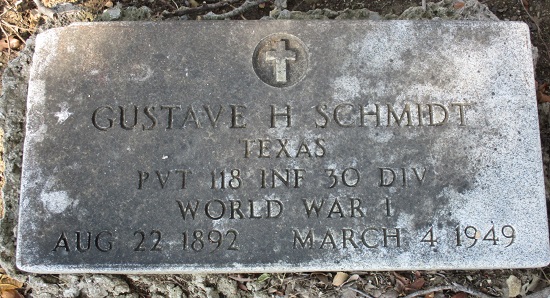 GUSTAVE H SCHMIDT
TEXAS
PVT 118 INF 30 DIV
WORLD WAR I
AUG 22 1892 MARCH 4 1949